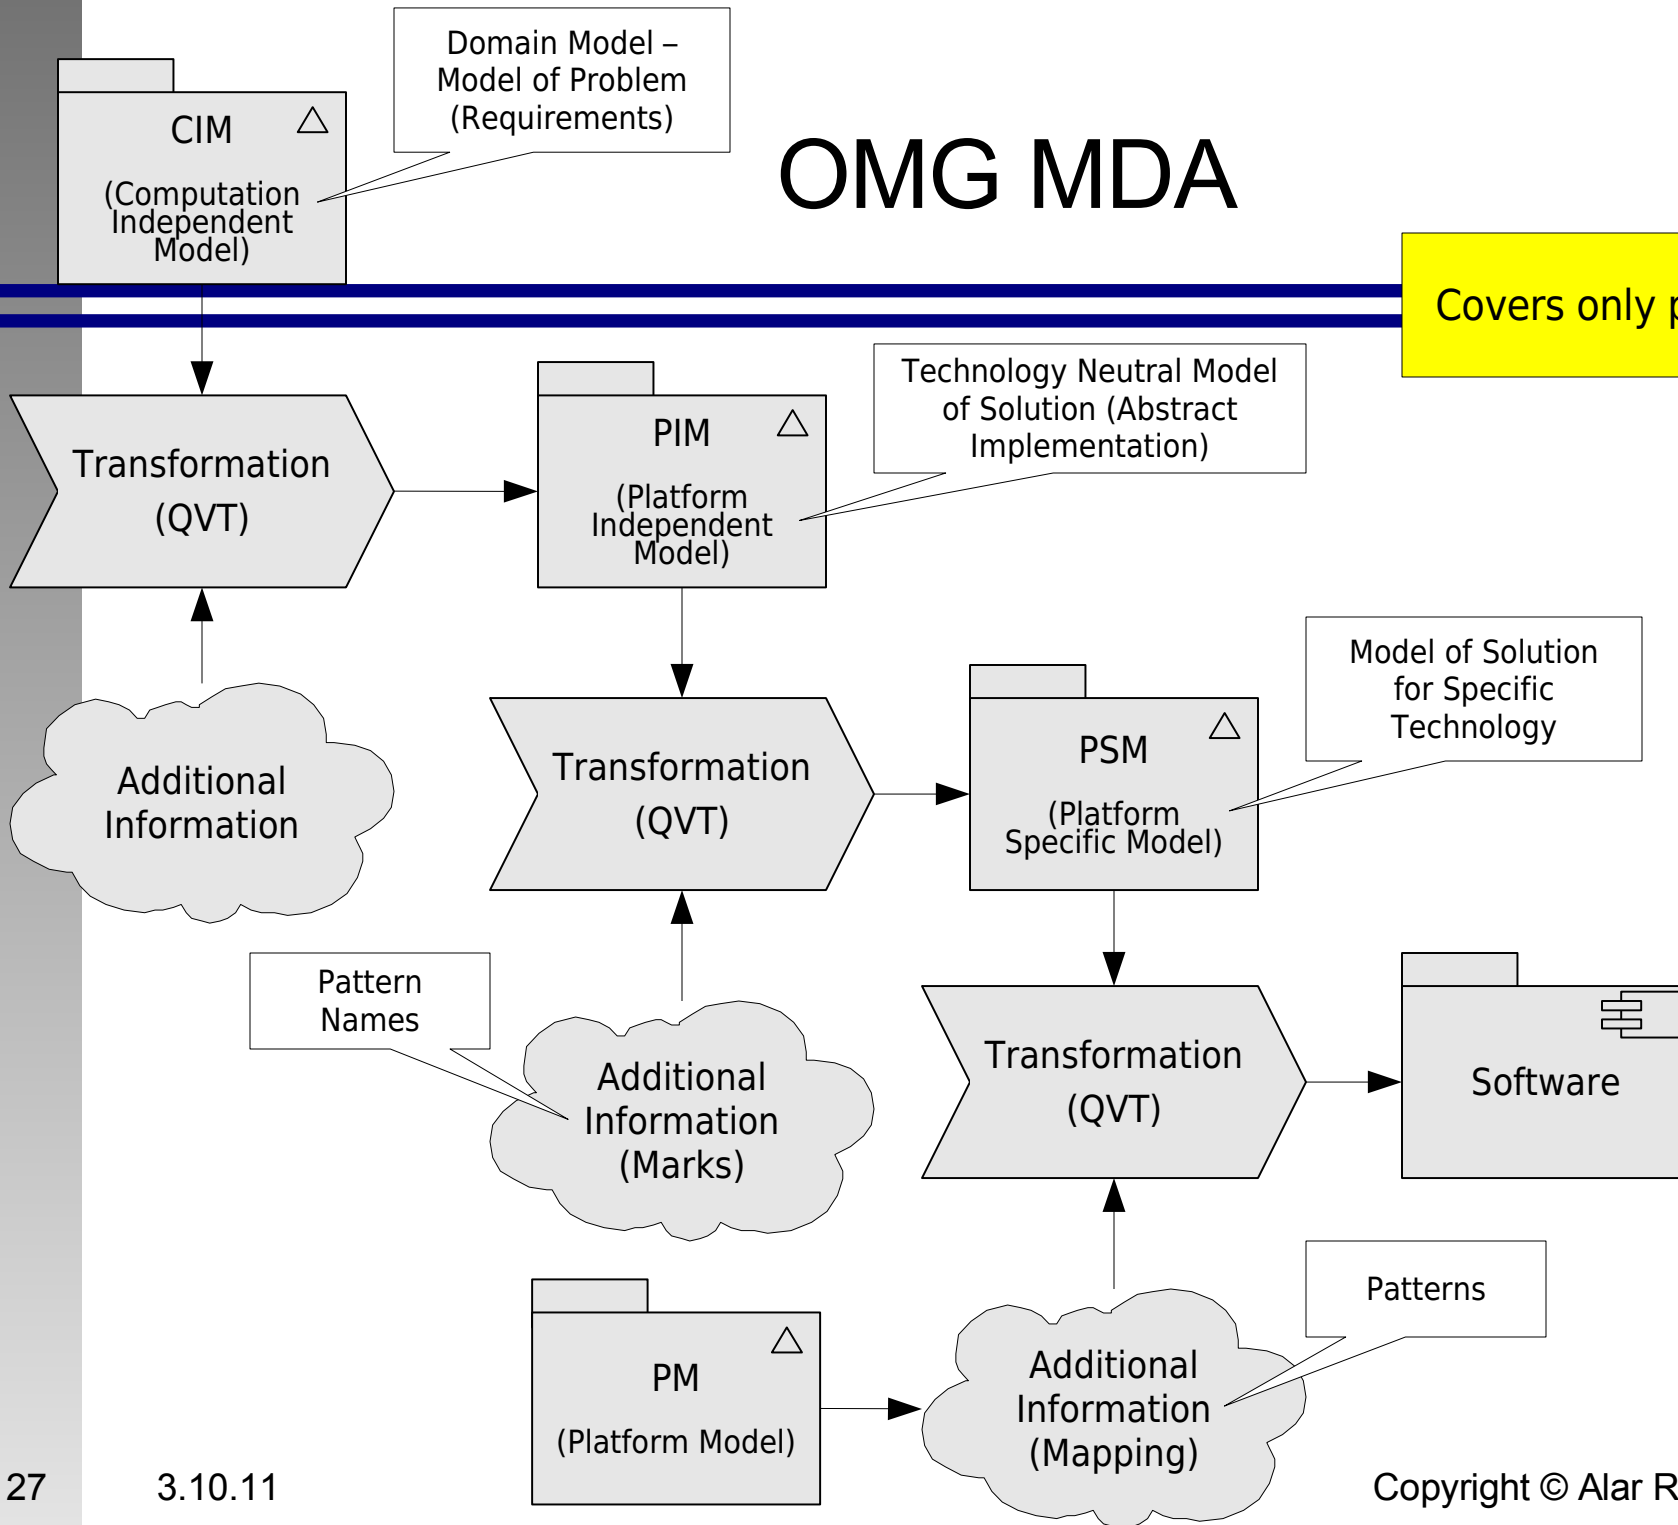 Domain Model –
Model of Problem
(Requirements)
CIM
(Computation
Independent
Model)
OMG MDA
Covers only
Technology Neutral Model
of Solution (Abstract
Implementation)
Transformation
(QVT)
PIM
(Platform
Independent
Model)
Model of Solution
for Specific
Technology
Additional
Information
Transformation
(QVT)
PSM
(Platform
Specific Model)
Pattern
Names
Additional
Information
(Marks)
Transformation
(QVT)
Software
Patterns
PM
(Platform Model)
Additional
Information
(Mapping)
27
3.10.11
Copyright © Alar